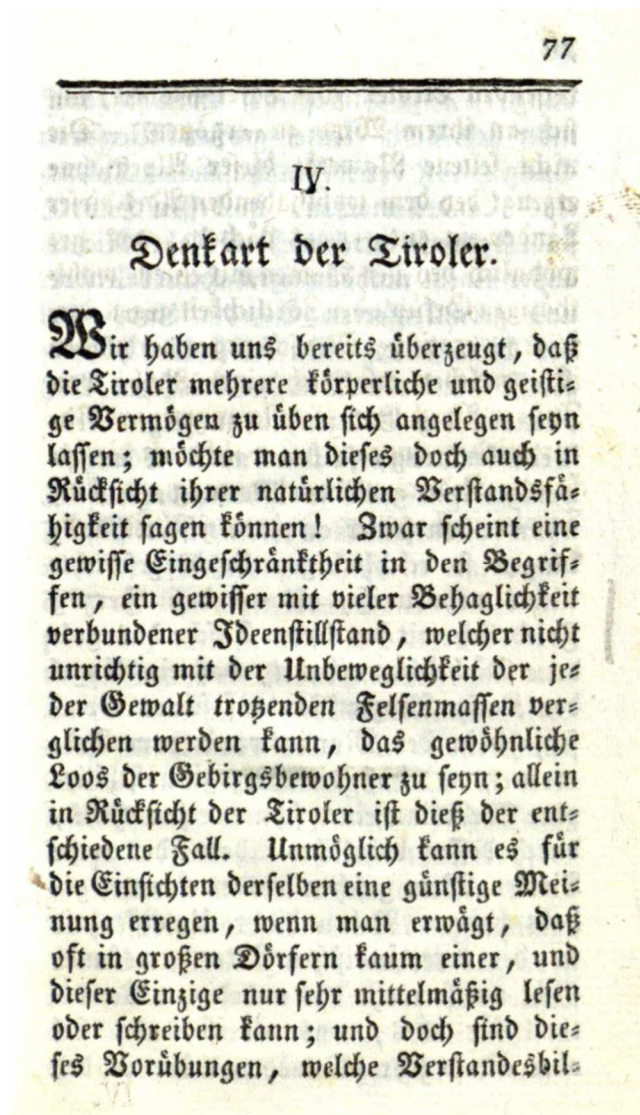 77
IV.
Denkart der Tiroler.
Wir haben uns bereits überzeugt, daß
die Tiroler mehrere körperliche und geisti-
ge Vermögen zu üben sich angelegen seyn
lassen; möchte man dieses doch auch in
Rücksicht ihrer natürlichen Verstandsfä-
higkeit sagen können! Zwar scheint eine
gewisse Eingeschränktheit in den Begrif-
fen, ein gewisser mit vieler Behaglichkeit
verbundener Ideenstillstand, welcher nicht
unrichtig mit der Unbeweglichkeit der je-
der Gewalt trotzenden Felsenmassen ver-
glichen werden kann, das gewöhnliche
Loos der Gebirgsbewohner zu seyn; allein
in Rücksicht der Tiroler ist dieß der ent-
schiedene Fall. Unmöglich kann es für
die Einsichten derselben eine günstige Mei-
nung erregen, wenn man erwägt, daß
oft in großen Dörfern kaum einer, und
dieser Einzige nur sehr mittelmäßig lesen
oder schreiben kann; und doch sind die-
ses Vorübungen, welche Verstandesbil-